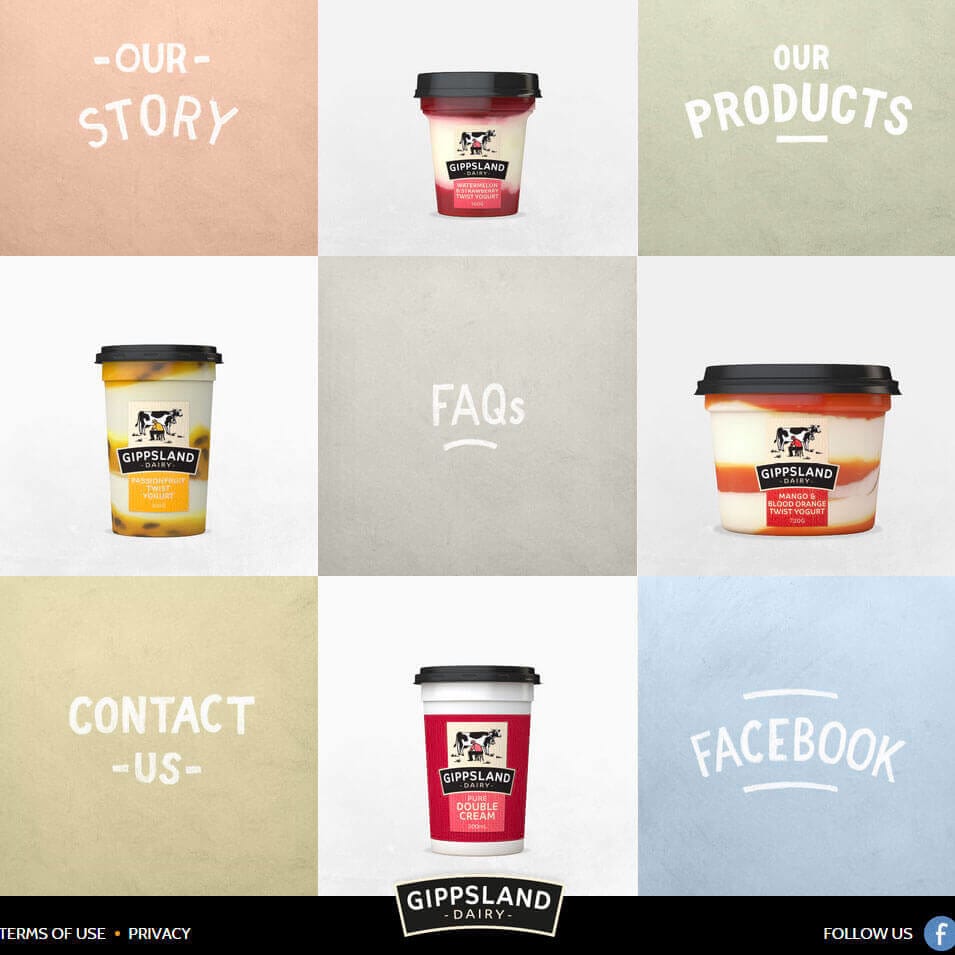 -OUR-
STORY
GIPPSLAND
-DAIRY-
WATERMELON
& STRAWBERRY
TWIST YOGURT
160G
OUR
PRODUCTS
GIPPSLAND
-DAIRY-
PASSIONFRUIT
TWIST
YOGURT
FAQs
GIPPSLAND
-DAIRY-
MANGO &
BLOOD ORANGE
TWIST YOGURT
720G
CONTACT
-US-
GIPPSLAND
-DAIRY-
PURE
DOUBLE
CREAM
300mL
FACEBOOK
TERMS OF USE • PRIVACY
GIPPSLAND
-DAIRY-
FOLLOW US f